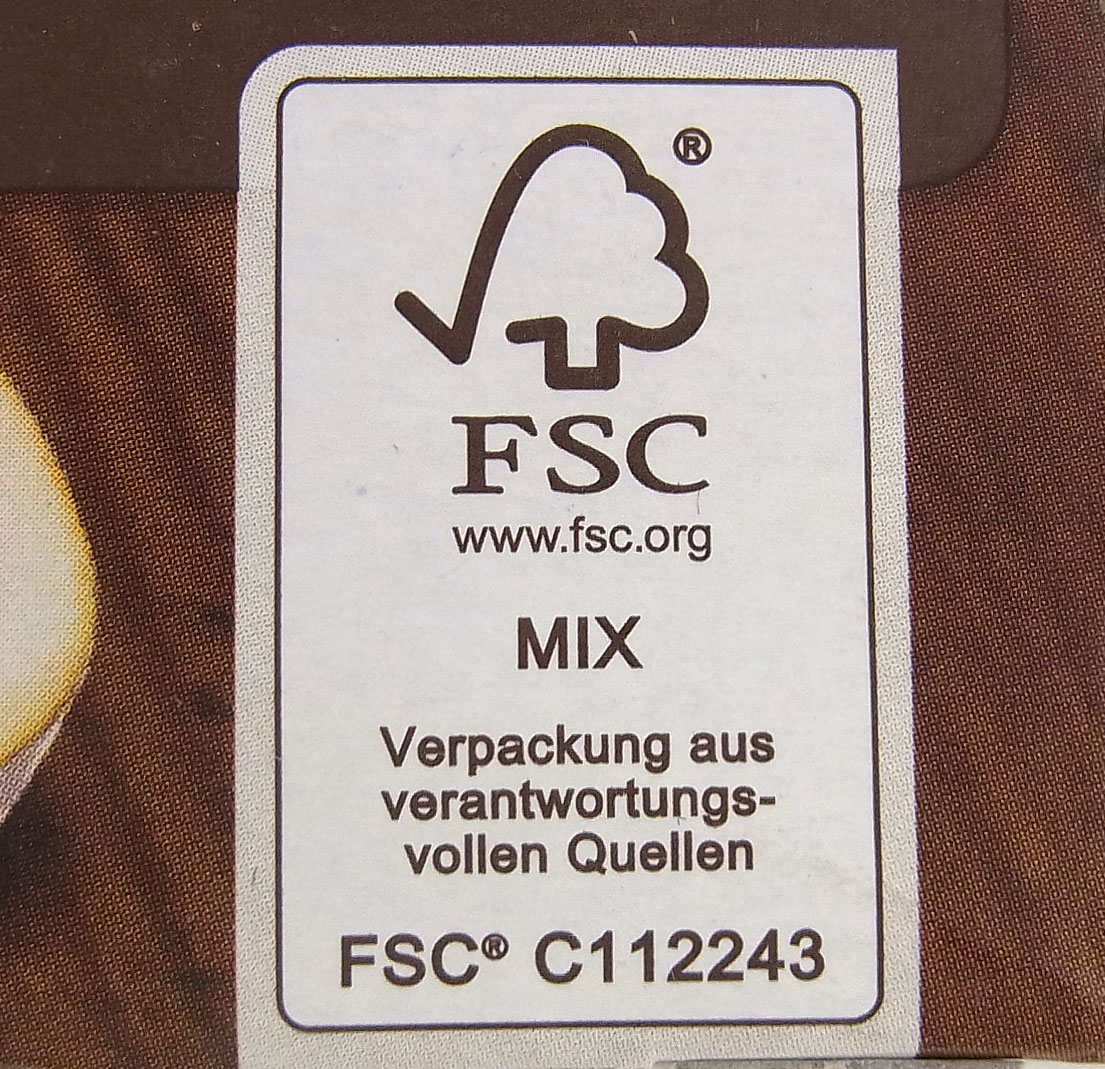 ®
FSC
www.fsc.org
MIX
Verpackung aus
verantwortungs-
vollen Quellen
FSC® C112243